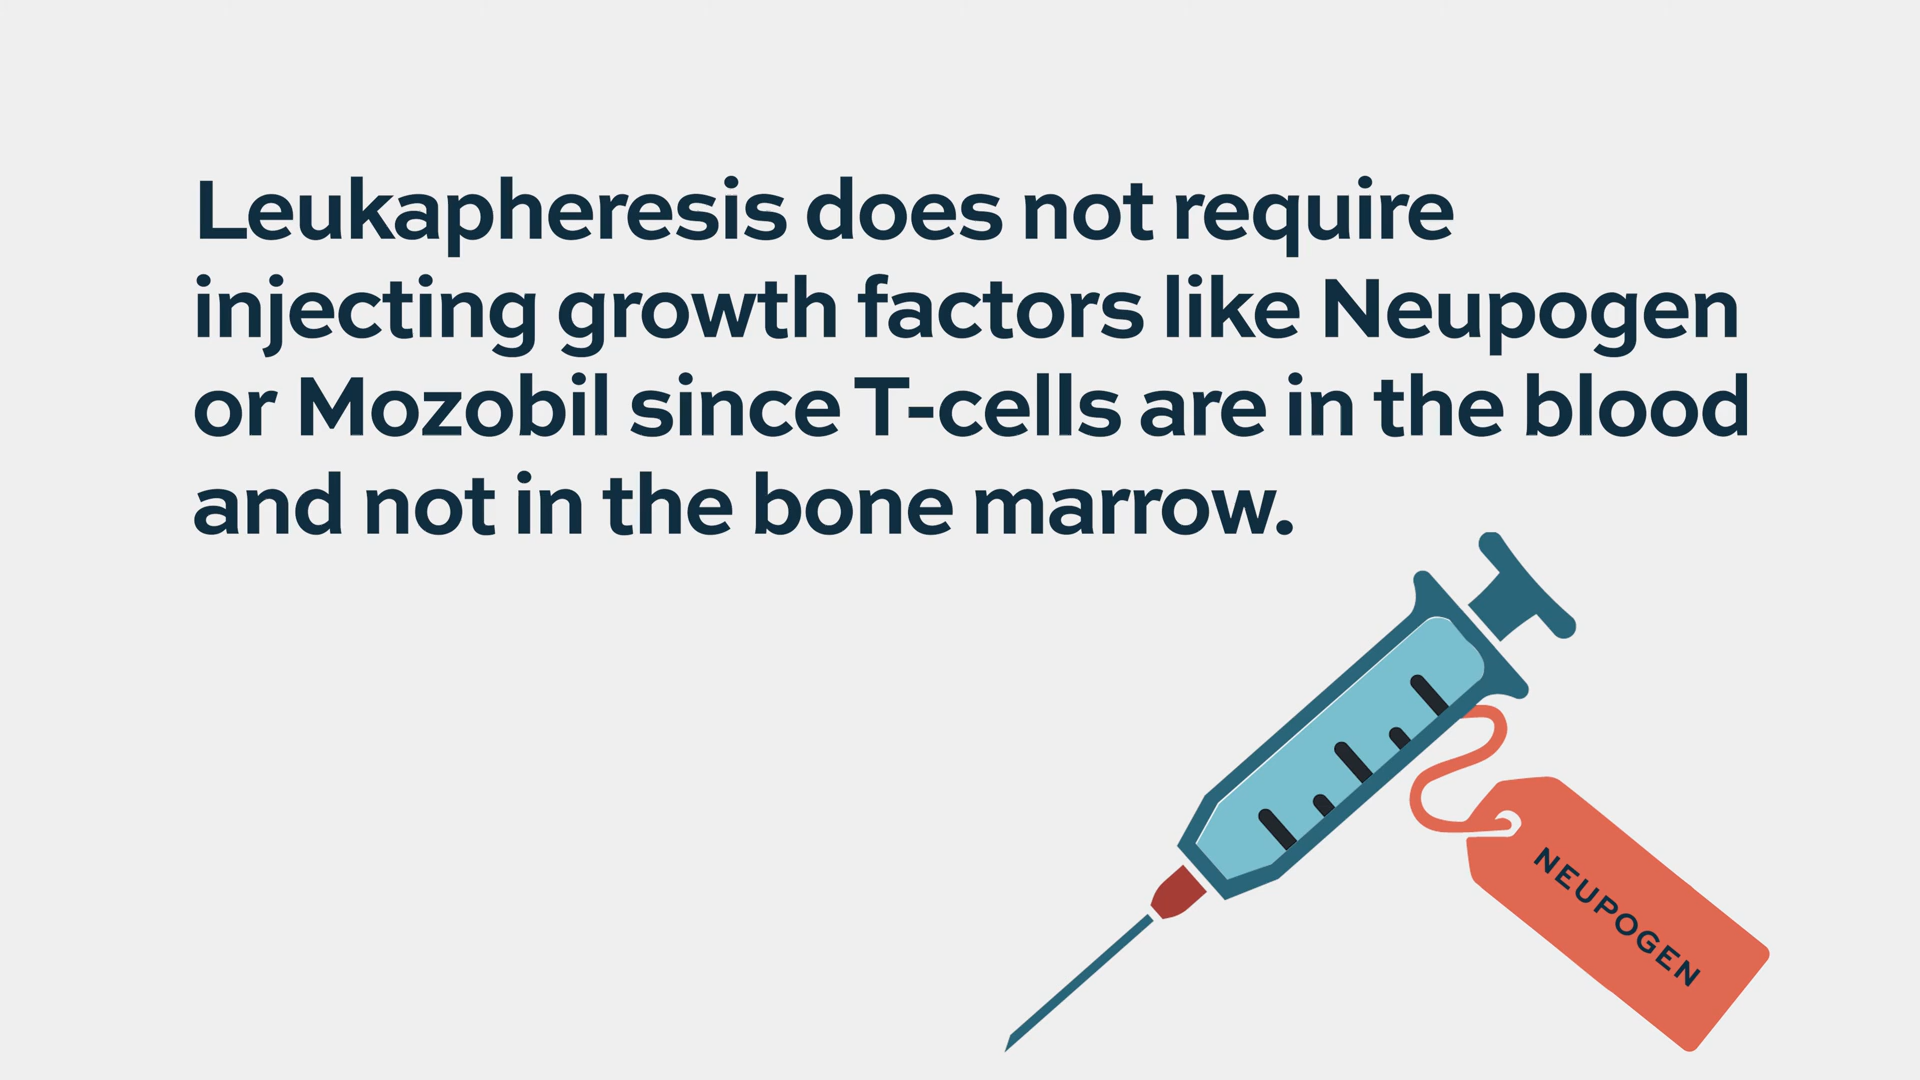 Leukapheresis does not require
injecting growth factors like Neupogen
or Mozobil since T-cells are in the blood
and not in the bone marrow.
NEUPOGEN